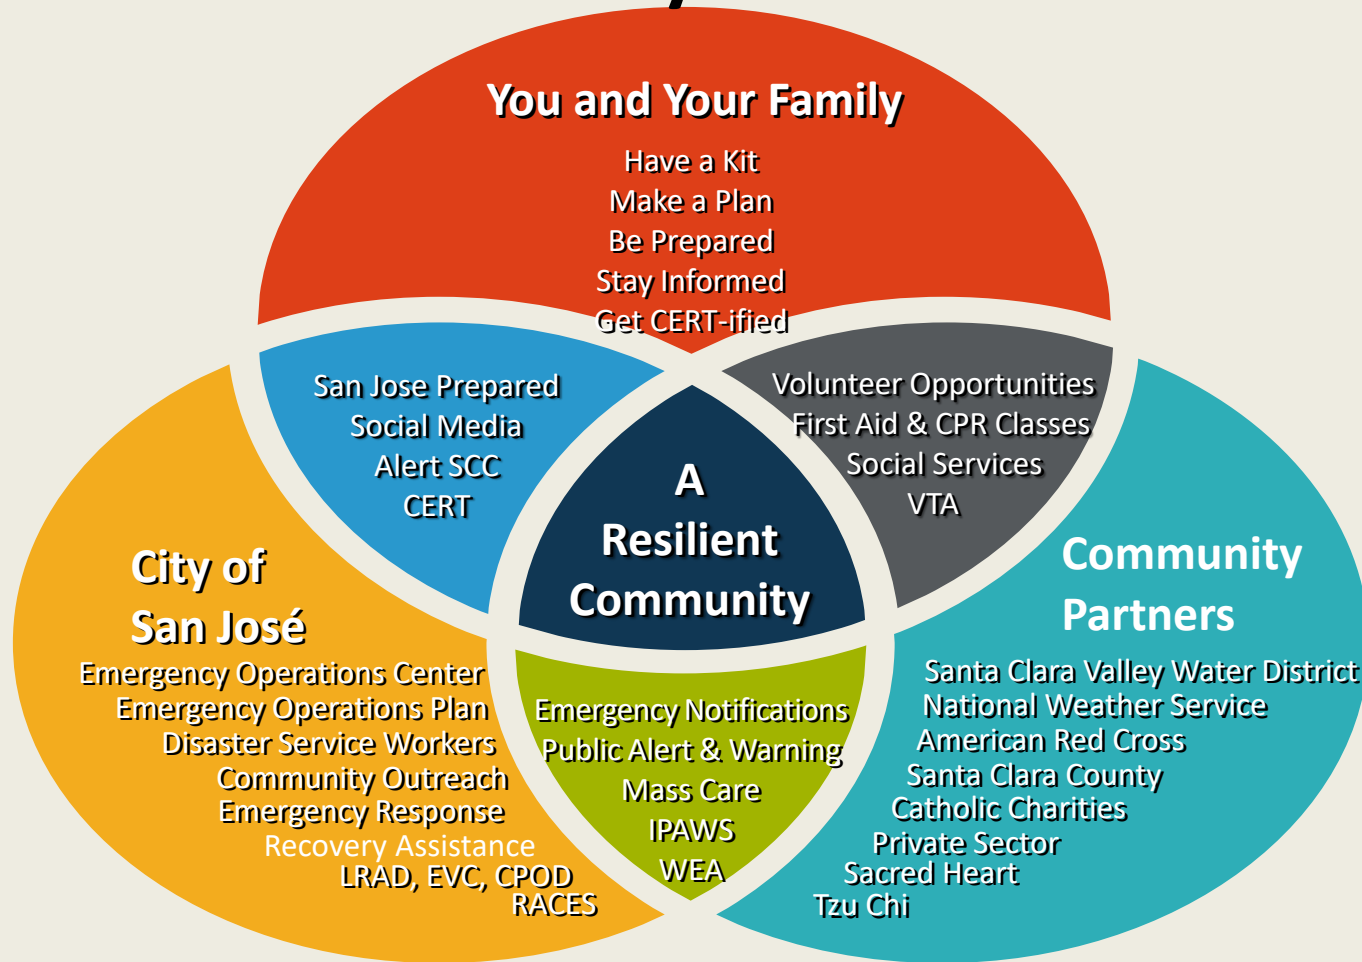 You and Your Family
Have a Kit
Make a Plan
Be Prepared
Stay Informed
Get CERT-ified
San Jose Prepared
Social Media
Alert SCC
CERT
Volunteer Opportunities
First Aid & CPR Classes
Social Services
VTA
A
Resilient
Community
City of
San José
Emergency Operations Center
Emergency Operations Plan
Disaster Service Workers
Community Outreach
Emergency Response
Recovery Assistance
LRAD, EVC, CPOD
RACES
Emergency Notifications
Public Alert & Warning
Mass Care
IPAWS
WEA
Community
Partners
Santa Clara Valley Water District
National Weather Service
American Red Cross
Santa Clara County
Catholic Charities
Private Sector
Sacred Heart
Tzu Chi